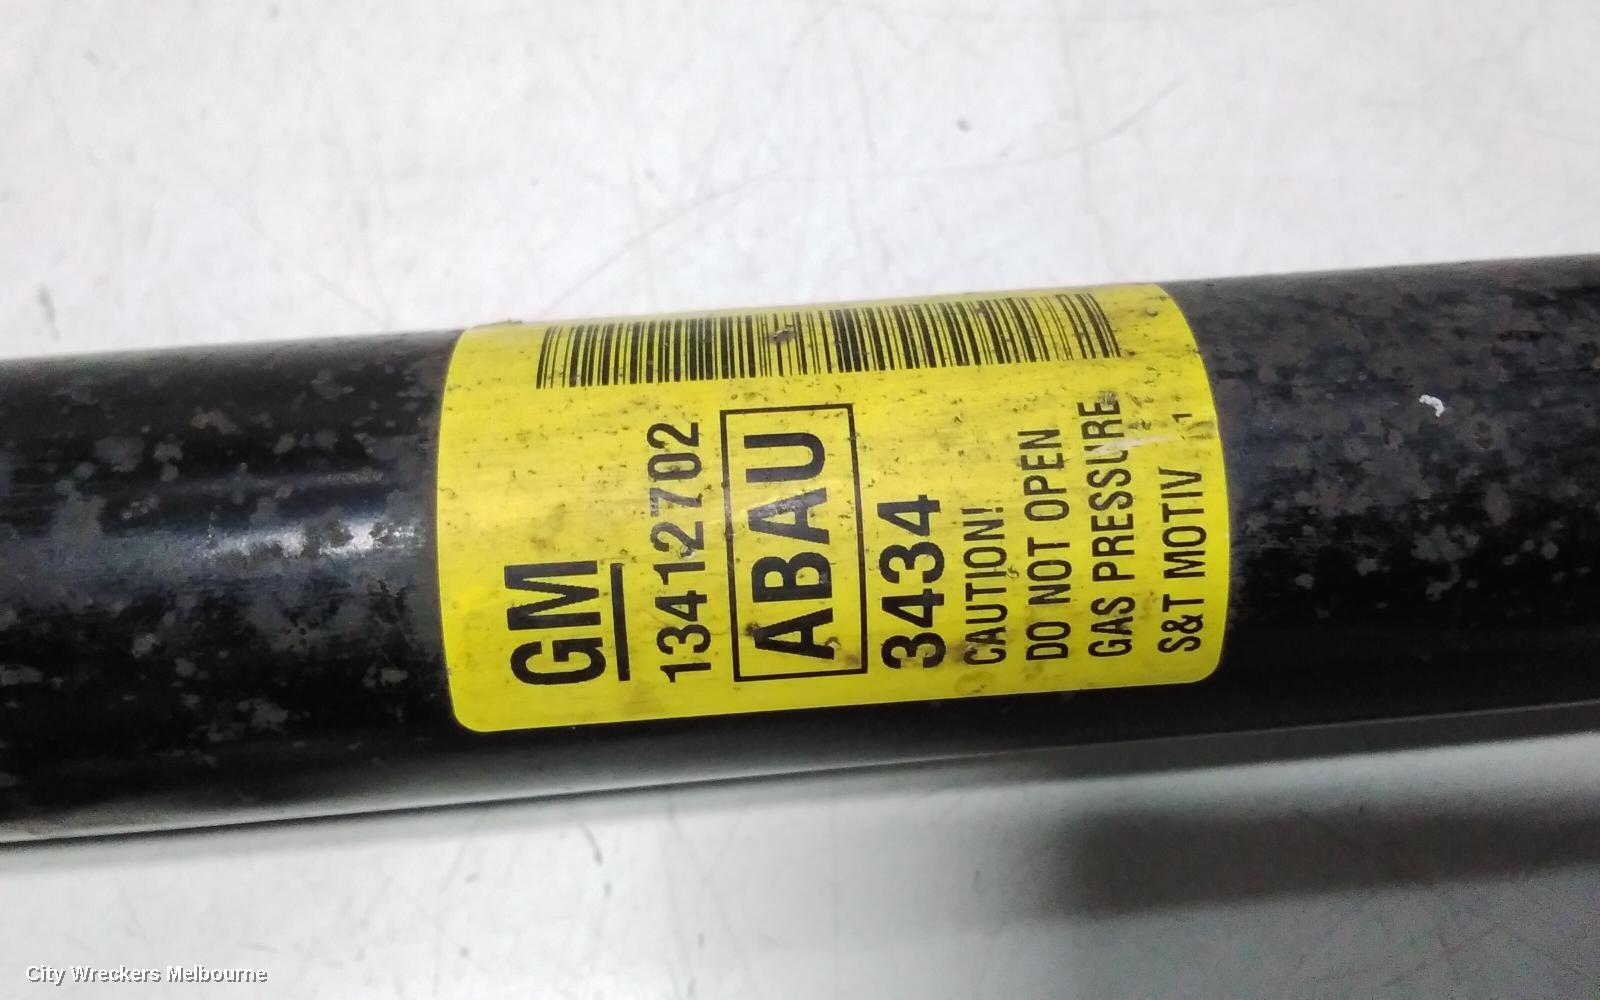 GM
13412702
ABAU
3434
CAUTION!
DO NOT OPEN
GAS PRESSURE
S&T MOTIV
City Wreckers Melbourne